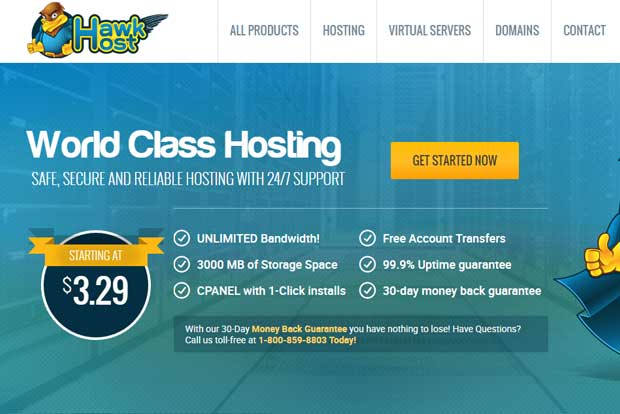 Hawk
Host
ALL PRODUCTS
HOSTING
VIRTUAL SERVERS
DOMAINS
CONTACT
World Class Hosting
SAFE, SECURE AND RELIABLE HOSTING WITH 24/7 SUPPORT
GET STARTED NOW
STARTING AT
$3.29
UNLIMITED Bandwidth!
Free Account Transfers
3000 MB of Storage Space
99.9% Uptime guarantee
CPANEL with 1-Click installs
30-day money back guarantee
With our 30-Day Money Back Guarantee you have nothing to lose! Have Questions?
Call us toll-free at 1-800-859-8803 Today!